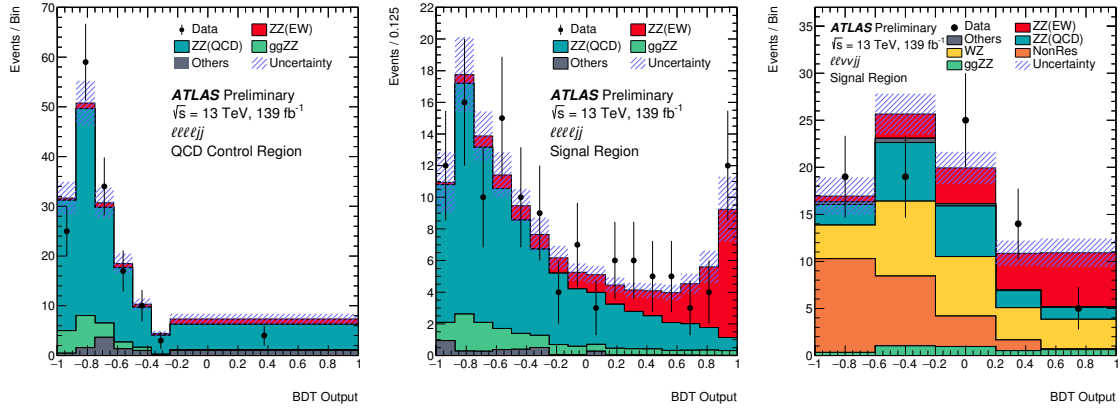 Events / Bin
70
60
50
40
30
20
10
0
Data
ZZ(EW)
ZZ(QCD)
ggZZ
Others
Uncertainty
ATLAS Preliminary
√s = 13 TeV, 139 fb-1
ℓℓℓℓjj
QCD Control Region
−1 −0.8 −0.6 −0.4 −0.2 0 0.2 0.4 0.6 0.8 1
BDT Output
Events / 0.125
22
20
18
16
14
12
10
8
6
4
2
0
Data
ZZ(EW)
ZZ(QCD)
ggZZ
Others
Uncertainty
ATLAS Preliminary
√s = 13 TeV, 139 fb-1
ℓℓℓℓjj
Signal Region
−1 −0.8 −0.6 −0.4 −0.2 0 0.2 0.4 0.6 0.8 1
BDT Output
Events / Bin
35
30
25
20
15
10
5
0
ATLAS Preliminary
√s = 13 TeV, 139 fb-1
ℓℓννjj
Signal Region
Data
ZZ(EW)
Others
ZZ(QCD)
WZ
NonRes
ggZZ
Uncertainty
−1 −0.8 −0.6 −0.4 −0.2 0 0.2 0.4 0.6 0.8 1
BDT Output